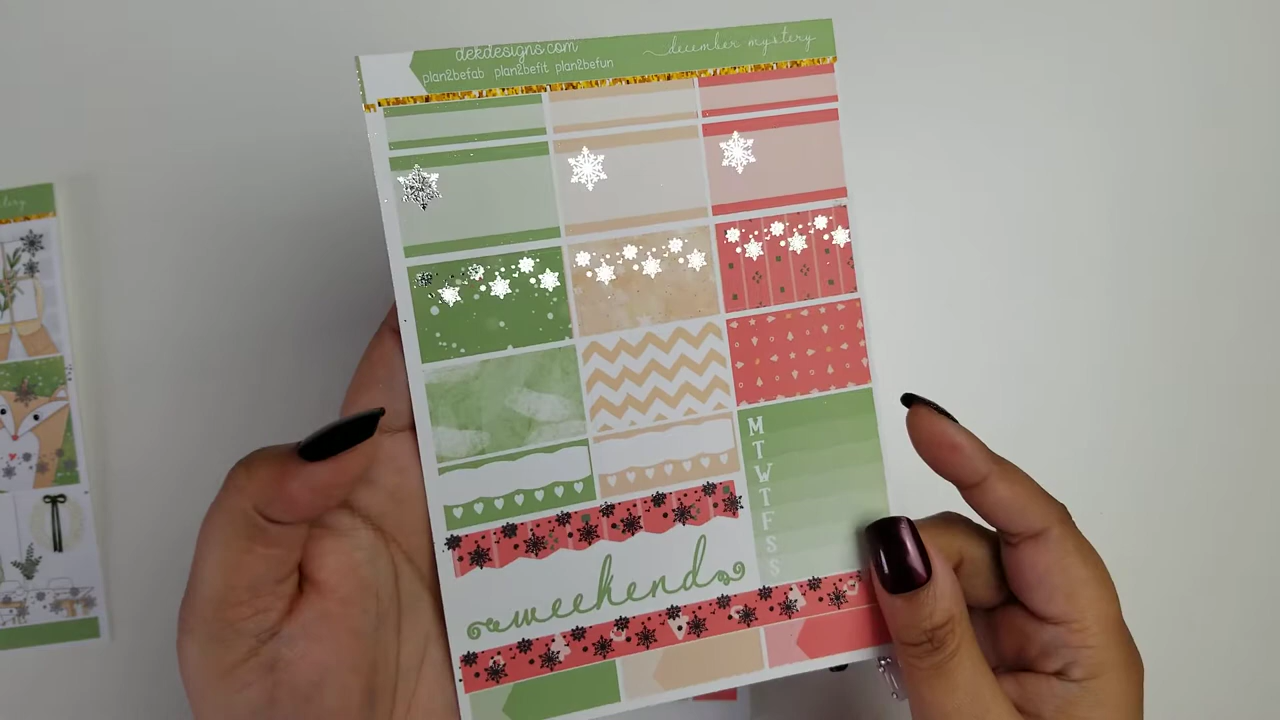 dekdesigns.com
december mystery
plan2befab plan2befit plan2befun
M
T
W
T
F
S
S
weekend